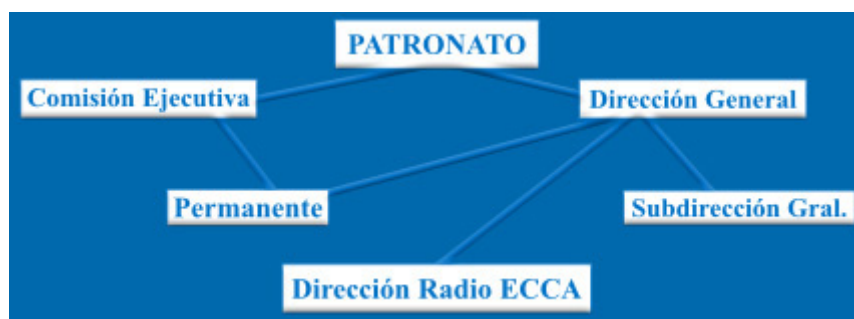 PATRONATO
Comisión Ejecutiva
Dirección General
Permanente
Subdirección Gral.
Dirección Radio ECCA